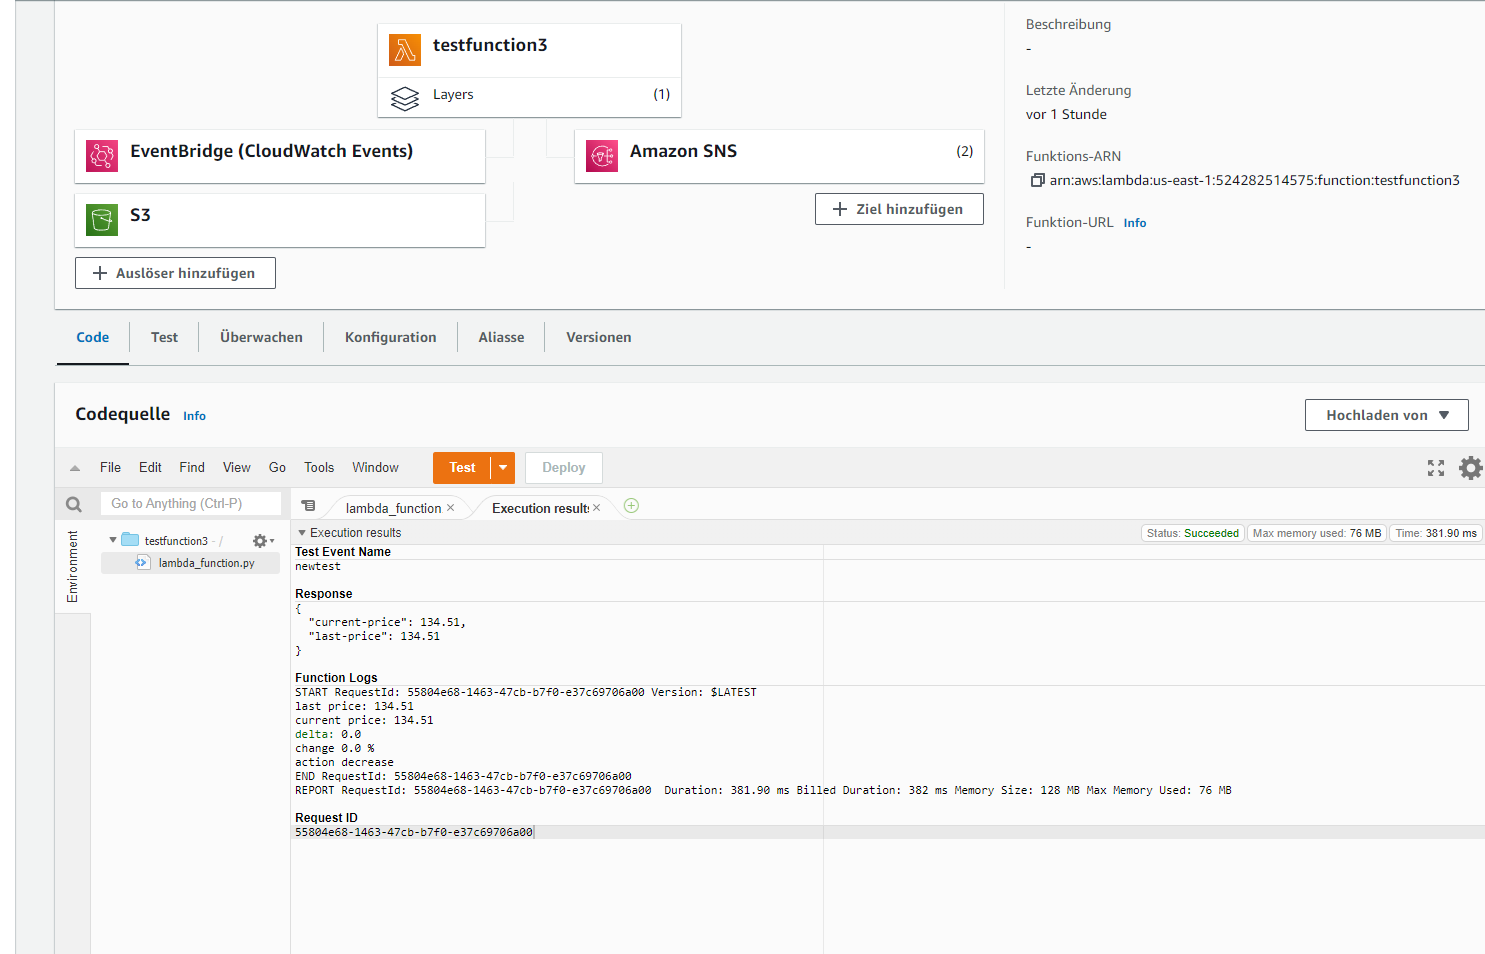 testfunction3
Layers (1)
EventBridge (CloudWatch Events)
S3
+ Auslöser hinzufügen
Amazon SNS (2)
+ Ziel hinzufügen
Beschreibung
-
Letzte Änderung
vor 1 Stunde
Funktions-ARN
arn:aws:lambda:us-east-1:524282514575:function:testfunction3
Funktion-URL Info
-
Code Test Überwachen Konfiguration Aliasse Versionen
Codequelle Info
Hochladen von
File Edit Find View Go Tools Window Test Deploy
Go to Anything (Ctrl-P)
lambda_function × Execution results ×
Environment
testfunction3 - /
lambda_function.py
Execution results
Status: Succeeded Max memory used: 76 MB Time: 381.90 ms
Test Event Name
newtest
Response
{
"current-price": 134.51,
"last-price": 134.51
}
Function Logs
START RequestId: 55804e68-1463-47cb-b7f0-e37c69706a00 Version: $LATEST
last price: 134.51
current price: 134.51
delta: 0.0
change 0.0 %
action decrease
END RequestId: 55804e68-1463-47cb-b7f0-e37c69706a00
REPORT RequestId: 55804e68-1463-47cb-b7f0-e37c69706a00 Duration: 381.90 ms Billed Duration: 382 ms Memory Size: 128 MB Max Memory Used: 76 MB
Request ID
55804e68-1463-47cb-b7f0-e37c69706a00